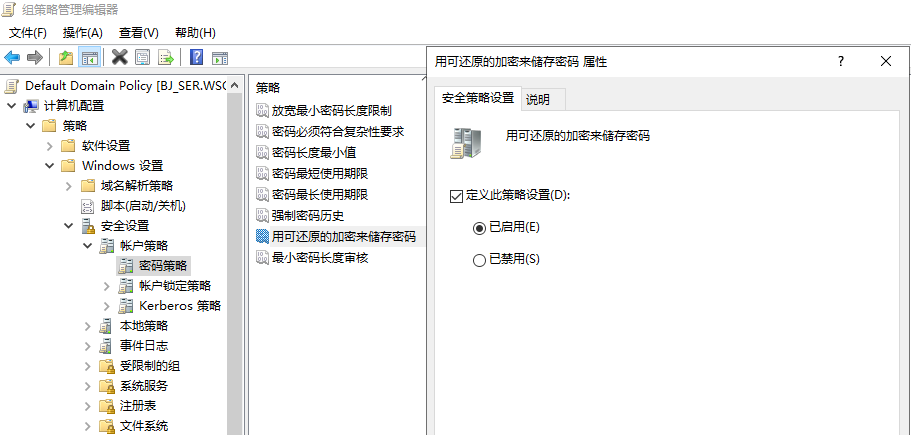 组策略管理编辑器
文件(F) 操作(A) 查看(V) 帮助(H)
Default Domain Policy [BJ_SER.WSC
计算机配置
策略
软件设置
Windows 设置
域名解析策略
脚本(启动/关机)
安全设置
帐户策略
密码策略
帐户锁定策略
Kerberos 策略
本地策略
事件日志
受限制的组
系统服务
注册表
文件系统
策略
放宽最小密码长度限制
密码必须符合复杂性要求
密码长度最小值
密码最短使用期限
密码最长使用期限
强制密码历史
用可还原的加密来储存密码
最小密码长度审核
用可还原的加密来储存密码 属性
安全策略设置 说明
用可还原的加密来储存密码
定义此策略设置(D):
已启用(E)
已禁用(S)